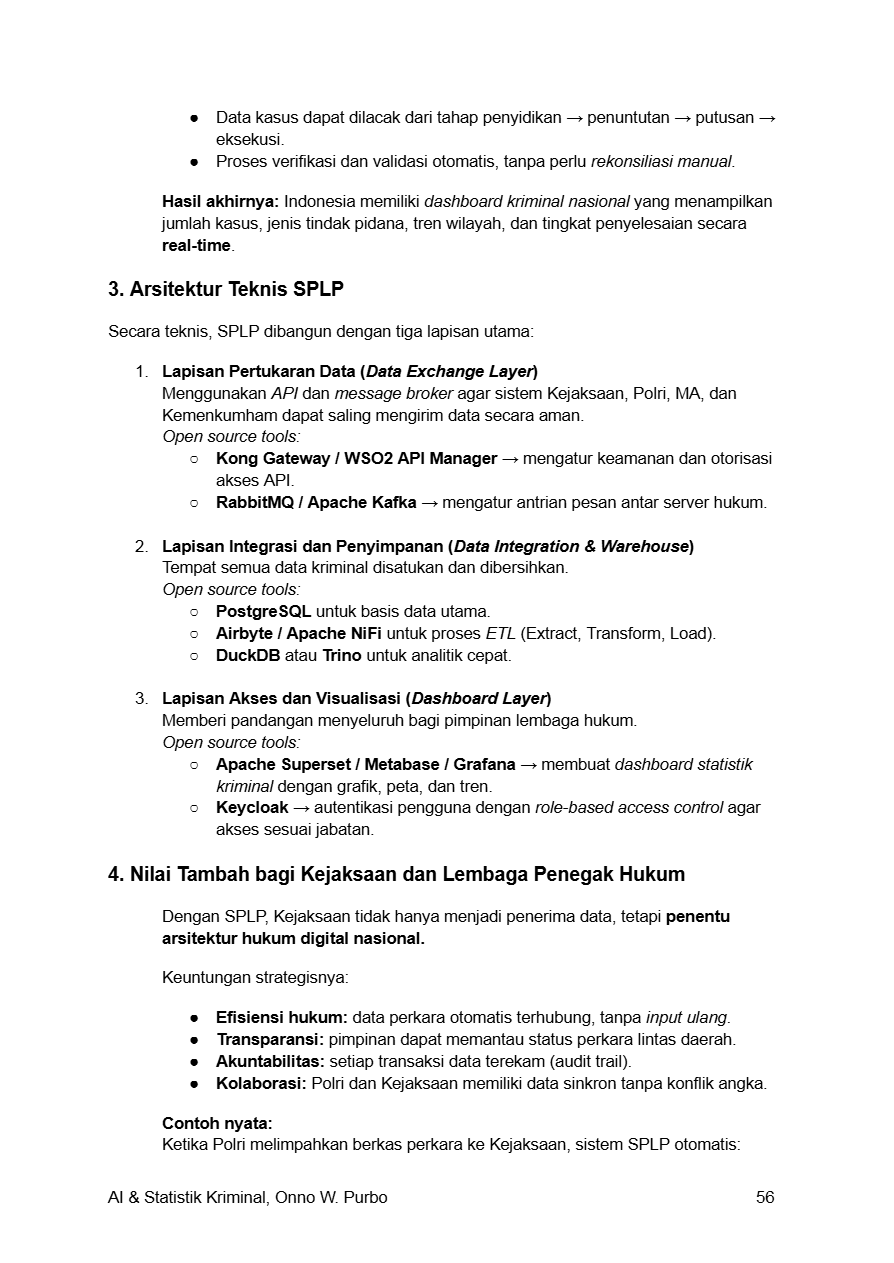 ● Data kasus dapat dilacak dari tahap penyidikan → penuntutan → putusan →
eksekusi.
● Proses verifikasi dan validasi otomatis, tanpa perlu rekonsiliasi manual.
Hasil akhirnya: Indonesia memiliki dashboard kriminal nasional yang menampilkan
jumlah kasus, jenis tindak pidana, tren wilayah, dan tingkat penyelesaian secara
real-time.
3. Arsitektur Teknis SPLP
Secara teknis, SPLP dibangun dengan tiga lapisan utama:
1. Lapisan Pertukaran Data (Data Exchange Layer)
Menggunakan API dan message broker agar sistem Kejaksaan, Polri, MA, dan
Kemenkumham dapat saling mengirim data secara aman.
Open source tools:
○ Kong Gateway / WSO2 API Manager → mengatur keamanan dan otorisasi
akses API.
○ RabbitMQ / Apache Kafka → mengatur antrian pesan antar server hukum.
2. Lapisan Integrasi dan Penyimpanan (Data Integration & Warehouse)
Tempat semua data kriminal disatukan dan dibersihkan.
Open source tools:
○ PostgreSQL untuk basis data utama.
○ Airbyte / Apache NiFi untuk proses ETL (Extract, Transform, Load).
○ DuckDB atau Trino untuk analitik cepat.
3. Lapisan Akses dan Visualisasi (Dashboard Layer)
Memberi pandangan menyeluruh bagi pimpinan lembaga hukum.
Open source tools:
○ Apache Superset / Metabase / Grafana → membuat dashboard statistik
kriminal dengan grafik, peta, dan tren.
○ Keycloak → autentikasi pengguna dengan role-based access control agar
akses sesuai jabatan.
4. Nilai Tambah bagi Kejaksaan dan Lembaga Penegak Hukum
Dengan SPLP, Kejaksaan tidak hanya menjadi penerima data, tetapi penentu
arsitektur hukum digital nasional.
Keuntungan strategisnya:
● Efisiensi hukum: data perkara otomatis terhubung, tanpa input ulang.
● Transparansi: pimpinan dapat memantau status perkara lintas daerah.
● Akuntabilitas: setiap transaksi data terekam (audit trail).
● Kolaborasi: Polri dan Kejaksaan memiliki data sinkron tanpa konflik angka.
Contoh nyata:
Ketika Polri melimpahkan berkas perkara ke Kejaksaan, sistem SPLP otomatis:
AI & Statistik Kriminal, Onno W. Purbo 56